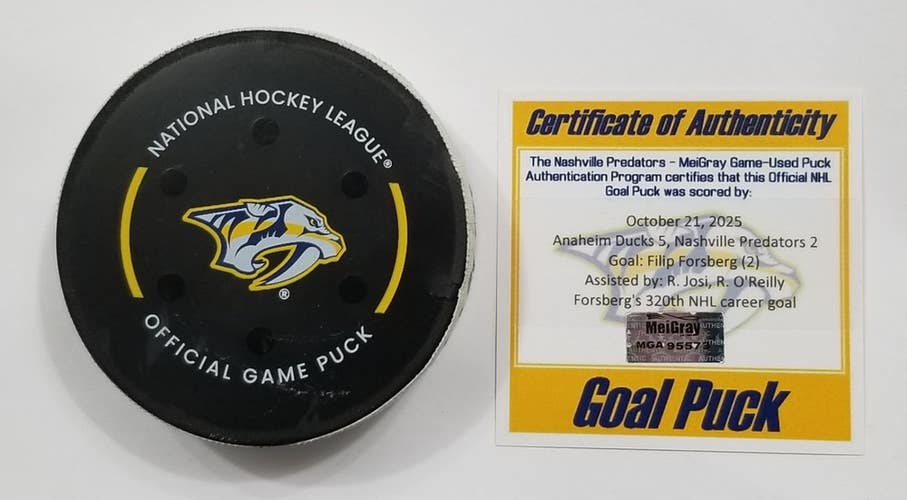 NATIONAL HOCKEY LEAGUE®
®
OFFICIAL GAME PUCK
Certificate of Authenticity
The Nashville Predators - MeiGray Game-Used Puck
Authentication Program certifies that this Official NHL
Goal Puck was scored by:
October 21, 2025
Anaheim Ducks 5, Nashville Predators 2
Goal: Filip Forsberg (2)
Assisted by: R. Josi, R. O'Reilly
Forsberg's 320th NHL career goal
MeiGray
MGA 9557
Goal Puck